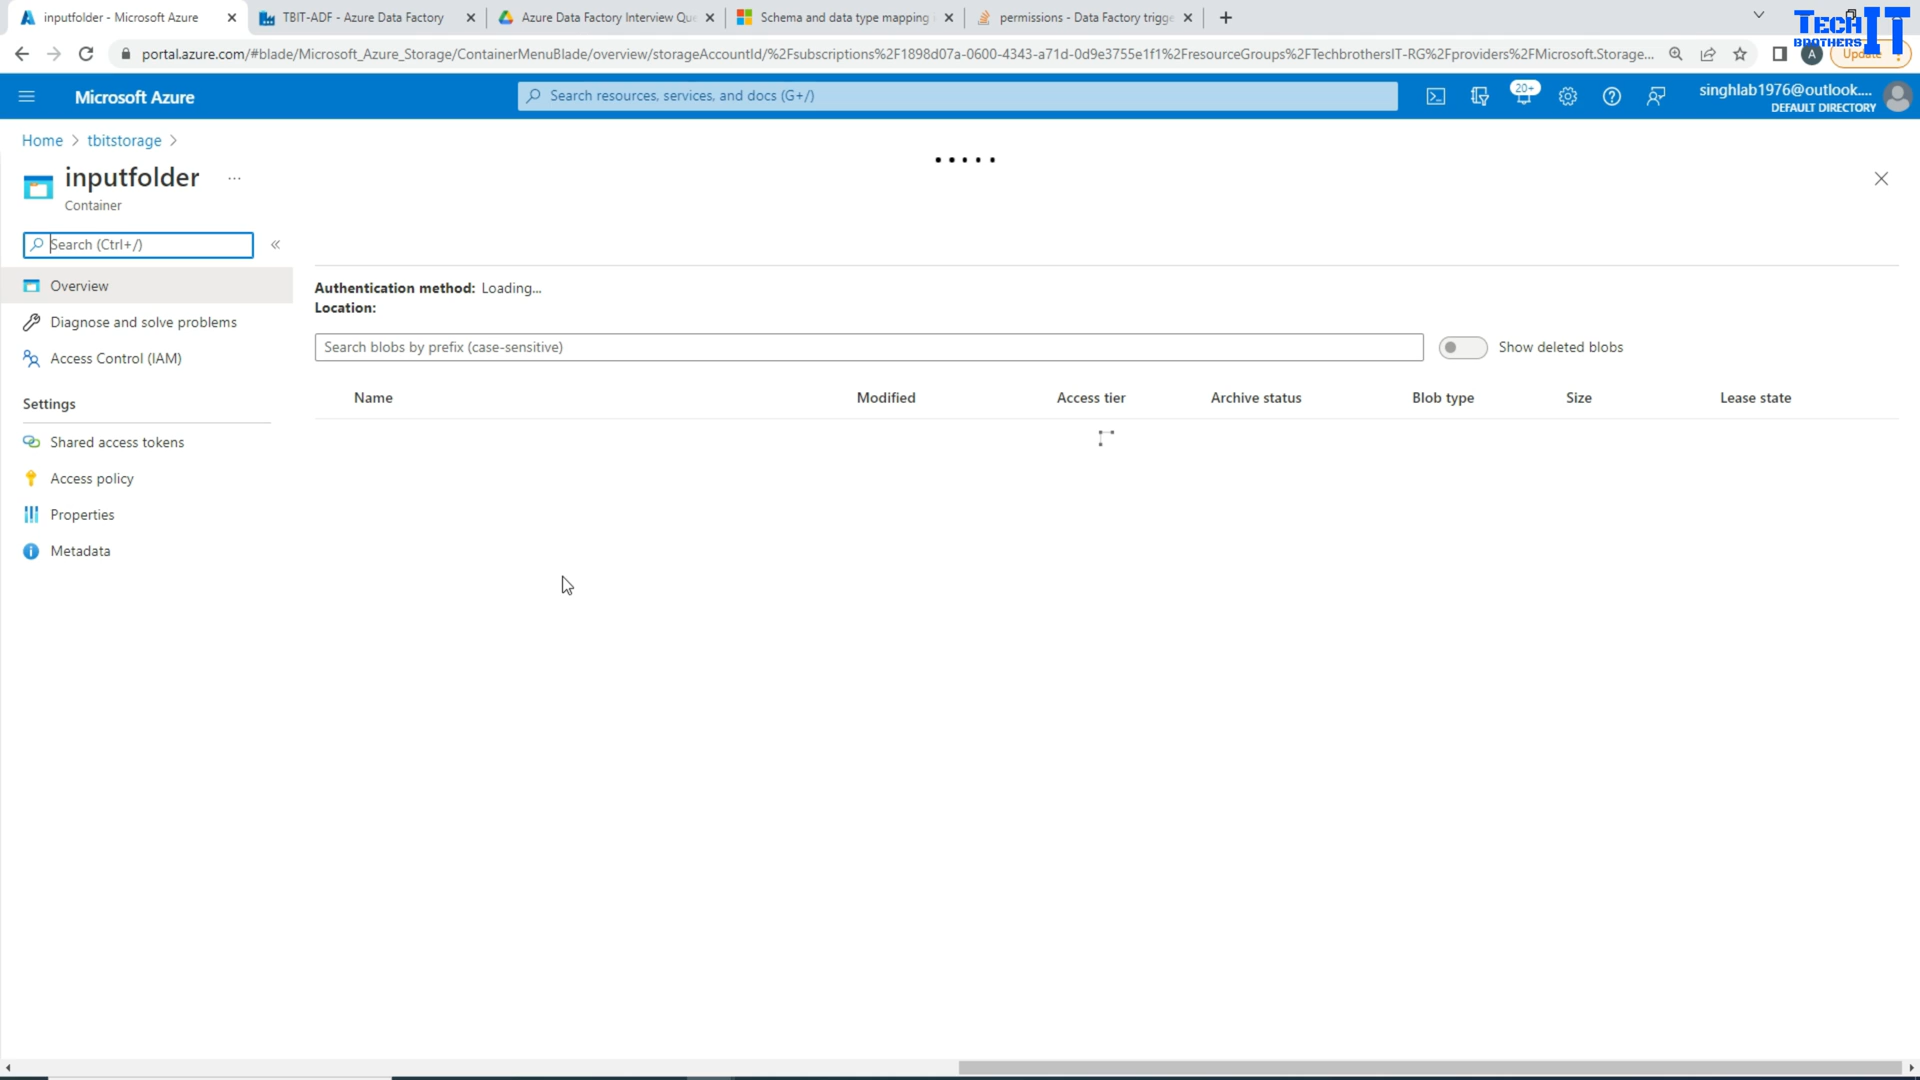 inputfolder - Microsoft Azure
TBIT-ADF - Azure Data Factory
Azure Data Factory Interview Que
Schema and data type mapping
permissions - Data Factory trigge
TECH IT
BROTHERS
portal.azure.com/#blade/Microsoft_Azure_Storage/ContainerMenuBlade/overview/storageAccountId/%2Fsubscriptions%2F1898d07a-0600-4343-a71d-0d9e3755e1f1%2FresourceGroups%2FTechbrothersIT-RG%2Fproviders%2FMicrosoft.Storage...
A
Update
Microsoft Azure
Search resources, services, and docs (G+/)
20+
singhlab1976@outlook....
DEFAULT DIRECTORY
Home > tbitstorage >
inputfolder ...
Container
Search (Ctrl+/)
«
Overview
Diagnose and solve problems
Access Control (IAM)
Settings
Shared access tokens
Access policy
Properties
Metadata
Authentication method: Loading...
Location:
Search blobs by prefix (case-sensitive)
Show deleted blobs
Name Modified Access tier Archive status Blob type Size Lease state